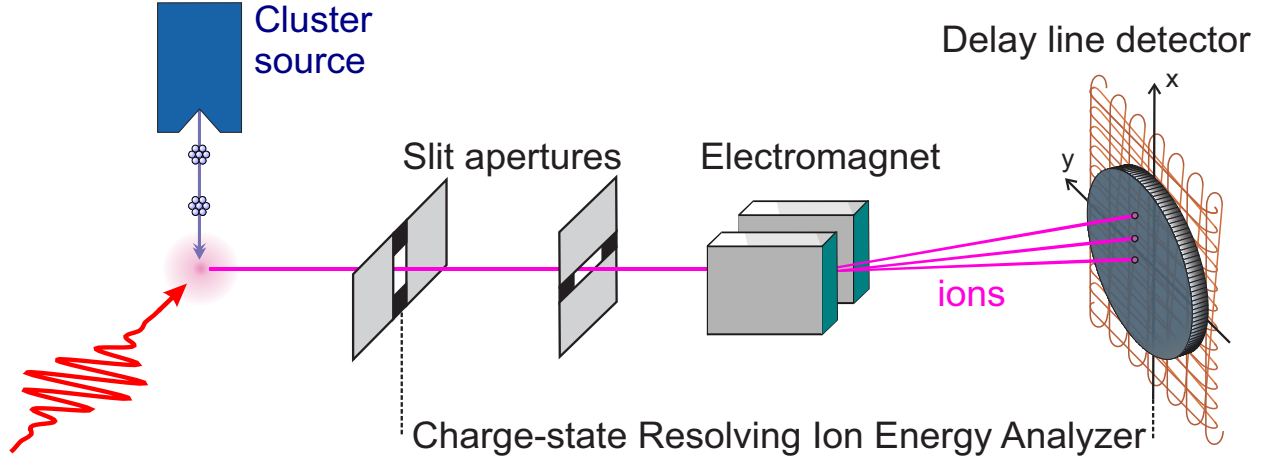 Cluster
source
Delay line detector
x
y
Slit apertures
Electromagnet
ions
Charge-state Resolving Ion Energy Analyzer